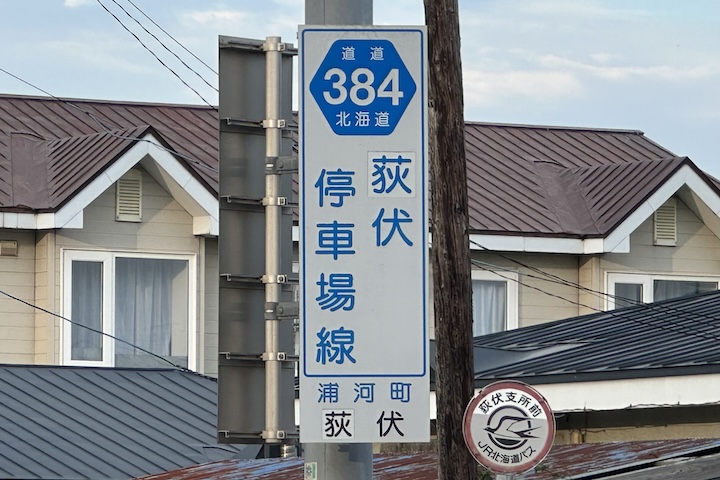 道道
384
北海道
荻伏
停車場線
浦河町
荻伏
荻伏支所前
JR北海道バス